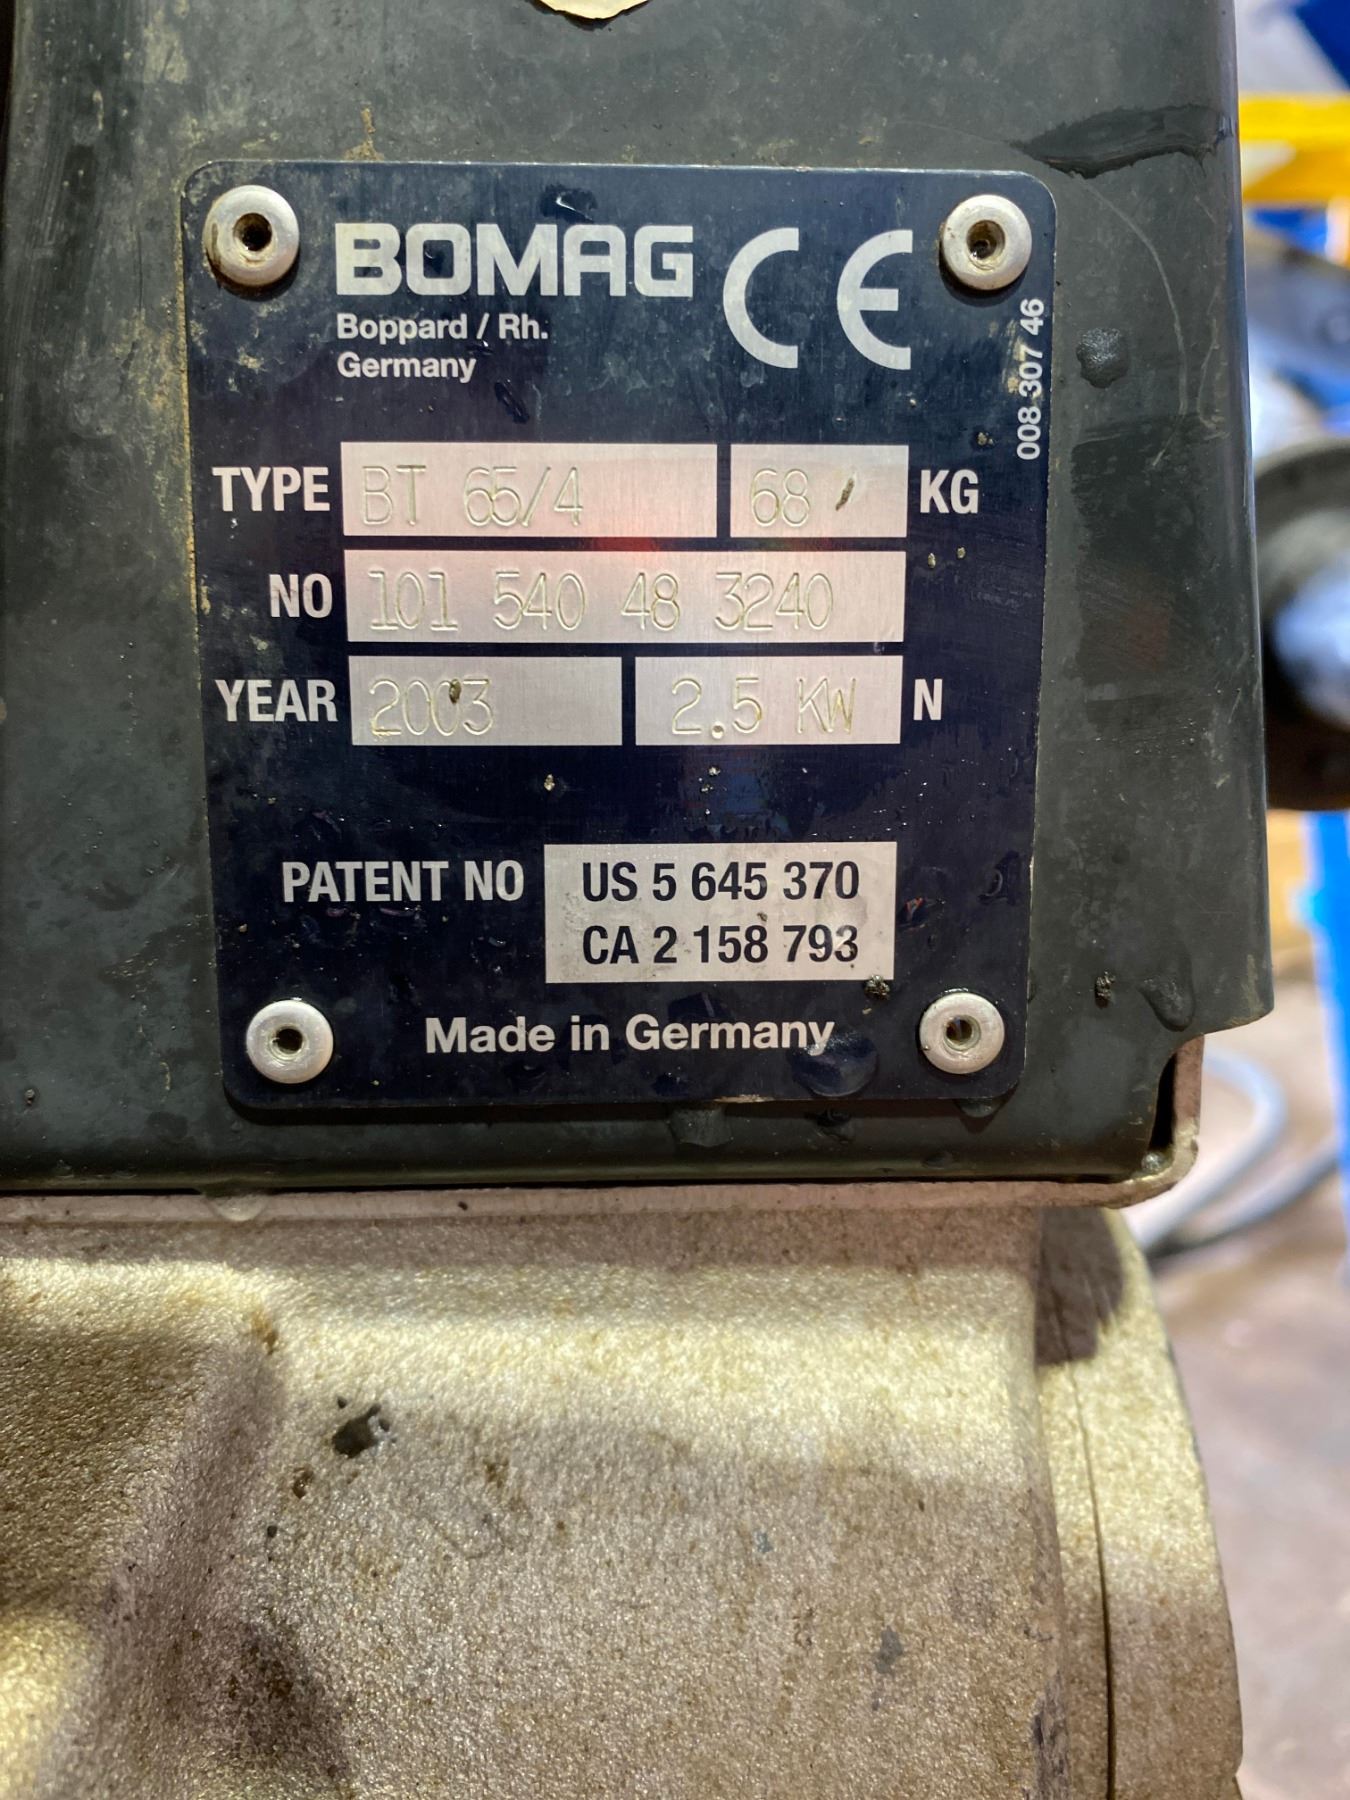 BOMAG CE
Boppard / Rh.
Germany
008 307 46
TYPE BT 65/4 68 KG
NO 101 540 48 3240
YEAR 2003 2.5 KW N
PATENT NO US 5 645 370
CA 2 158 793
Made in Germany